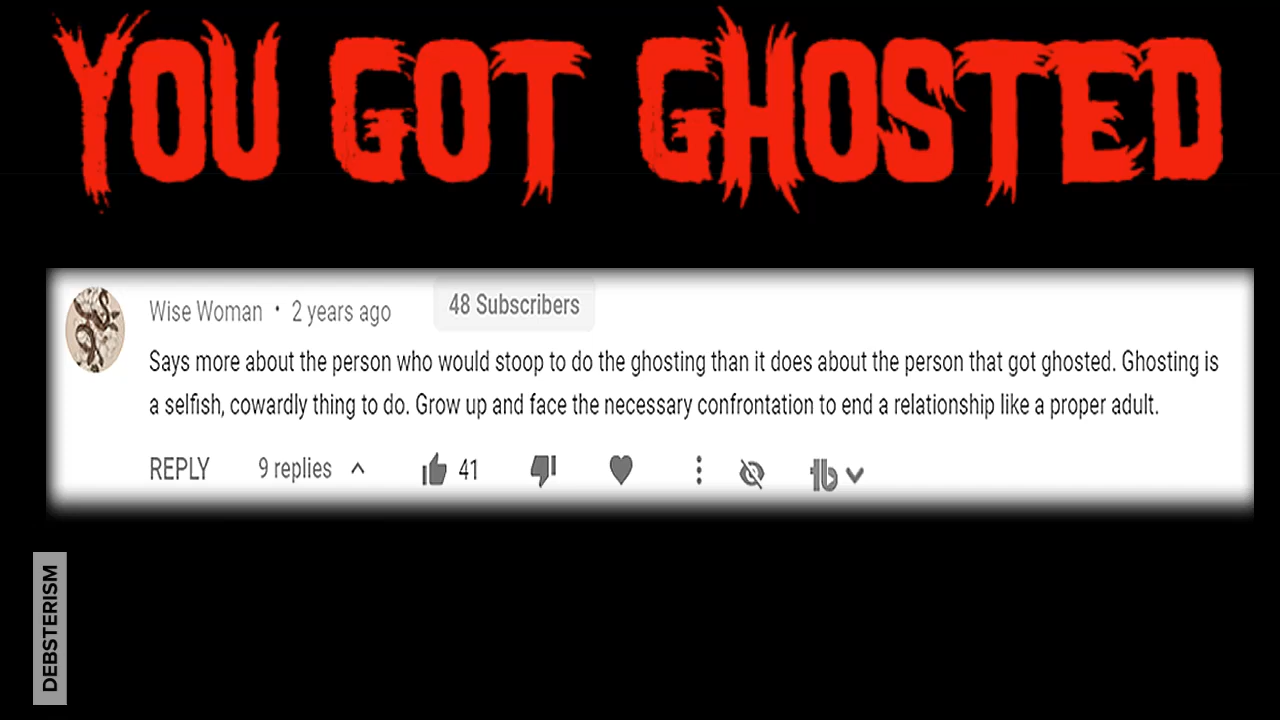 YOU GOT GHOSTED
Wise Woman • 2 years ago
48 Subscribers
Says more about the person who would stoop to do the ghosting than it does about the person that got ghosted. Ghosting is
a selfish, cowardly thing to do. Grow up and face the necessary confrontation to end a relationship like a proper adult.
REPLY 9 replies 41
DEBSTERISM